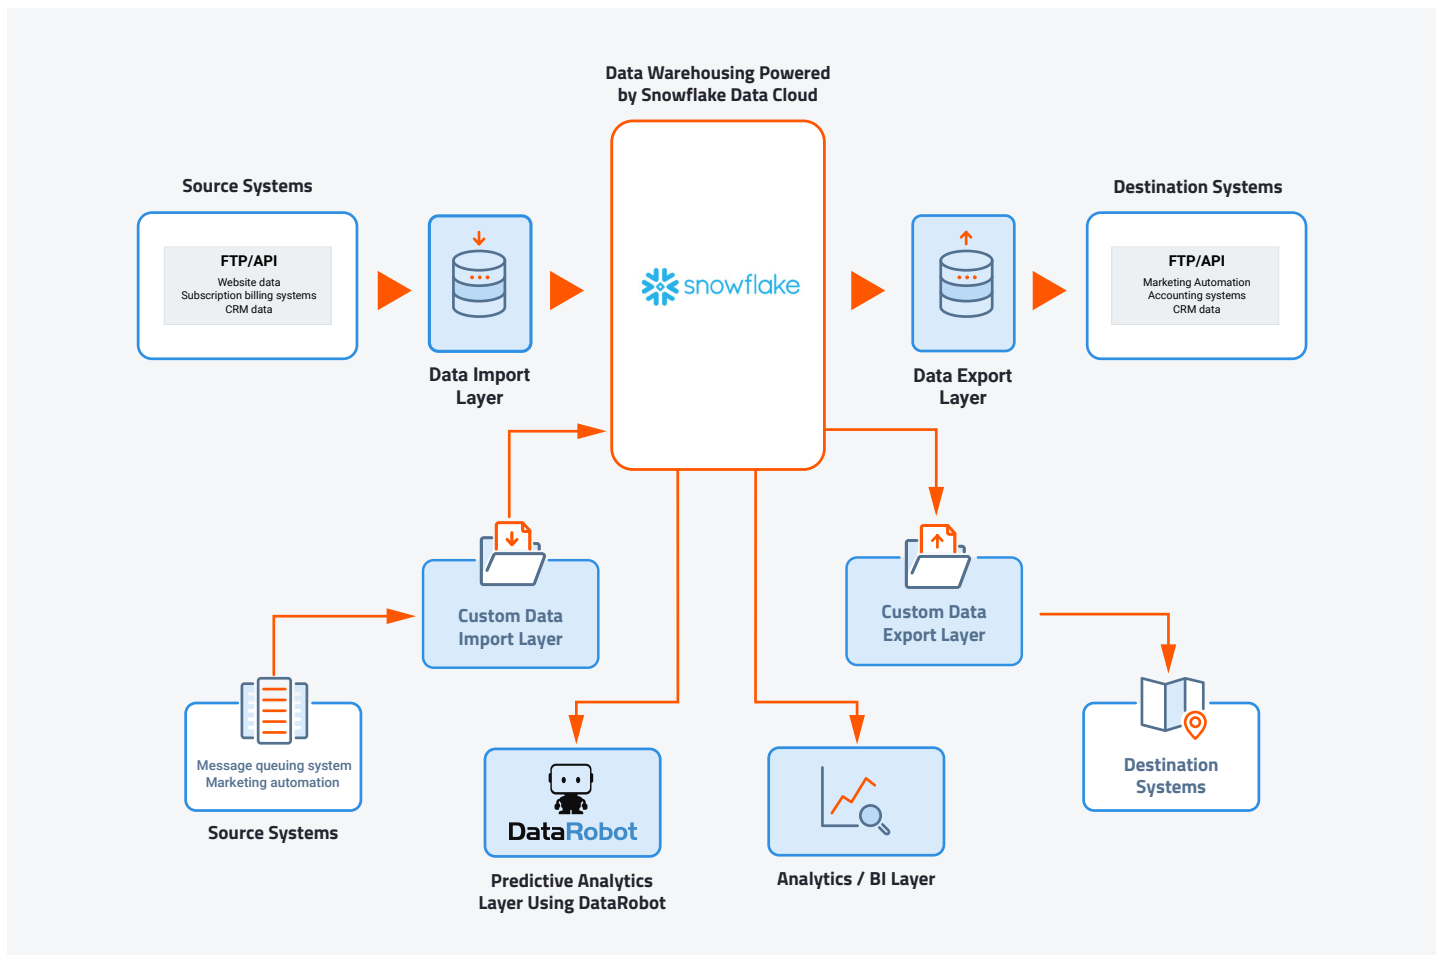 Data Warehousing Powered
by Snowflake Data Cloud
Source Systems
FTP/API
Website data
Subscription billing systems
CRM data
Data Import
Layer
snowflake
Data Export
Layer
Destination Systems
FTP/API
Marketing Automation
Accounting systems
CRM data
Custom Data
Import Layer
Custom Data
Export Layer
Message queuing system
Marketing automation
Source Systems
DataRobot
Predictive Analytics
Layer Using DataRobot
Analytics / BI Layer
Destination
Systems